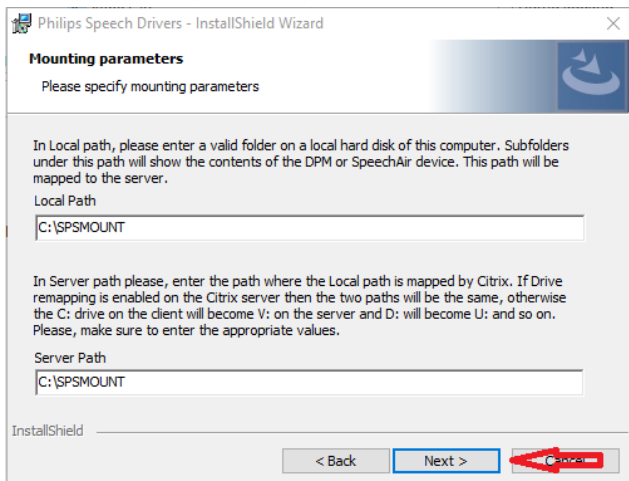 Philips Speech Drivers - InstallShield Wizard
Mounting parameters
Please specify mounting parameters
In Local path, please enter a valid folder on a local hard disk of this computer. Subfolders
under this path will show the contents of the DPM or SpeechAir device. This path will be
mapped to the server.
Local Path
C:\SPSMOUNT
In Server path please, enter the path where the Local path is mapped by Citrix. If Drive
remapping is enabled on the Citrix server then the two paths will be the same, otherwise
the C: drive on the client will become V: on the server and D: will become U: and so on.
Please, make sure to enter the appropriate values.
Server Path
C:\SPSMOUNT
InstallShield
< Back
Next >
Cancel